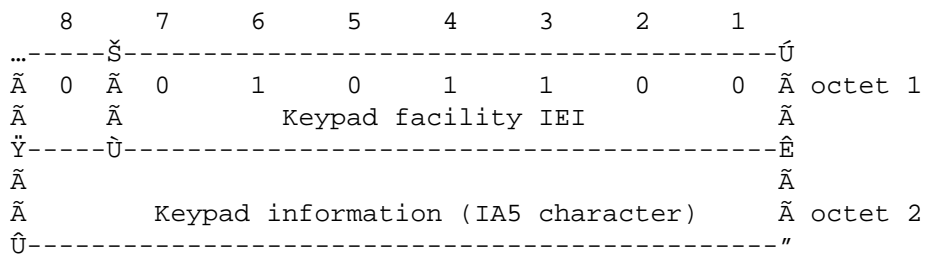 8 7 6 5 4 3 2 1
…-----Š-----------------------------------------Ú
Ã 0 Ã 0 1 0 1 1 0 0 Ã octet 1
Ã Ã Keypad facility IEI Ã
Ÿ-----Ù-----------------------------------------Ê
Ã Ã
Ã Keypad information (IA5 character) Ã octet 2
Û-----------------------------------------------″